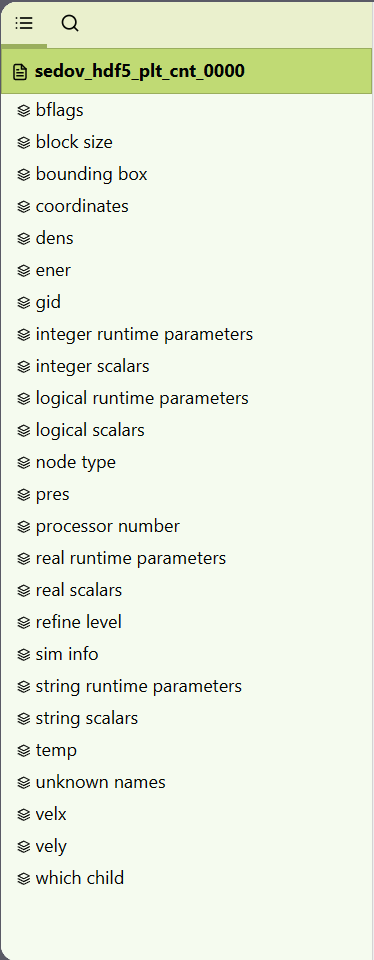 sedov_hdf5_plt_cnt_0000
bflags
block size
bounding box
coordinates
dens
ener
gid
integer runtime parameters
integer scalars
logical runtime parameters
logical scalars
node type
pres
processor number
real runtime parameters
real scalars
refine level
sim info
string runtime parameters
string scalars
temp
unknown names
velx
vely
which child